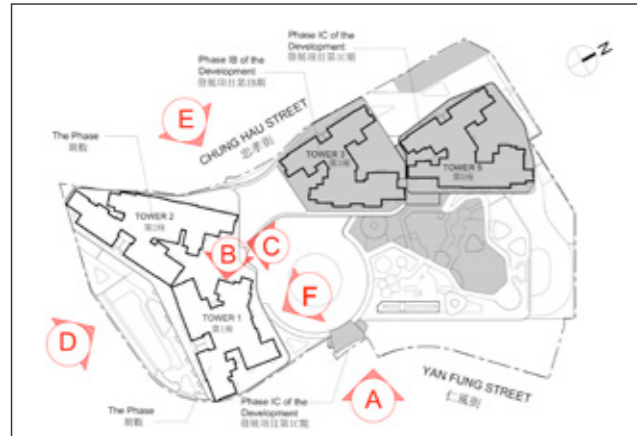 Phase IC of the
Development
發展項目第1C期
Phase IB of the
Development
發展項目第1B期
N
CHUNG HAU STREET
忠孝街
E
The Phase
期數
TOWER 3
第3座
TOWER 5
第5座
TOWER 2
第2座
B
C
F
TOWER 1
第1座
D
A
YAN FUNG STREET
仁風街
Phase IC of the
Development
發展項目第1C期
The Phase
期數